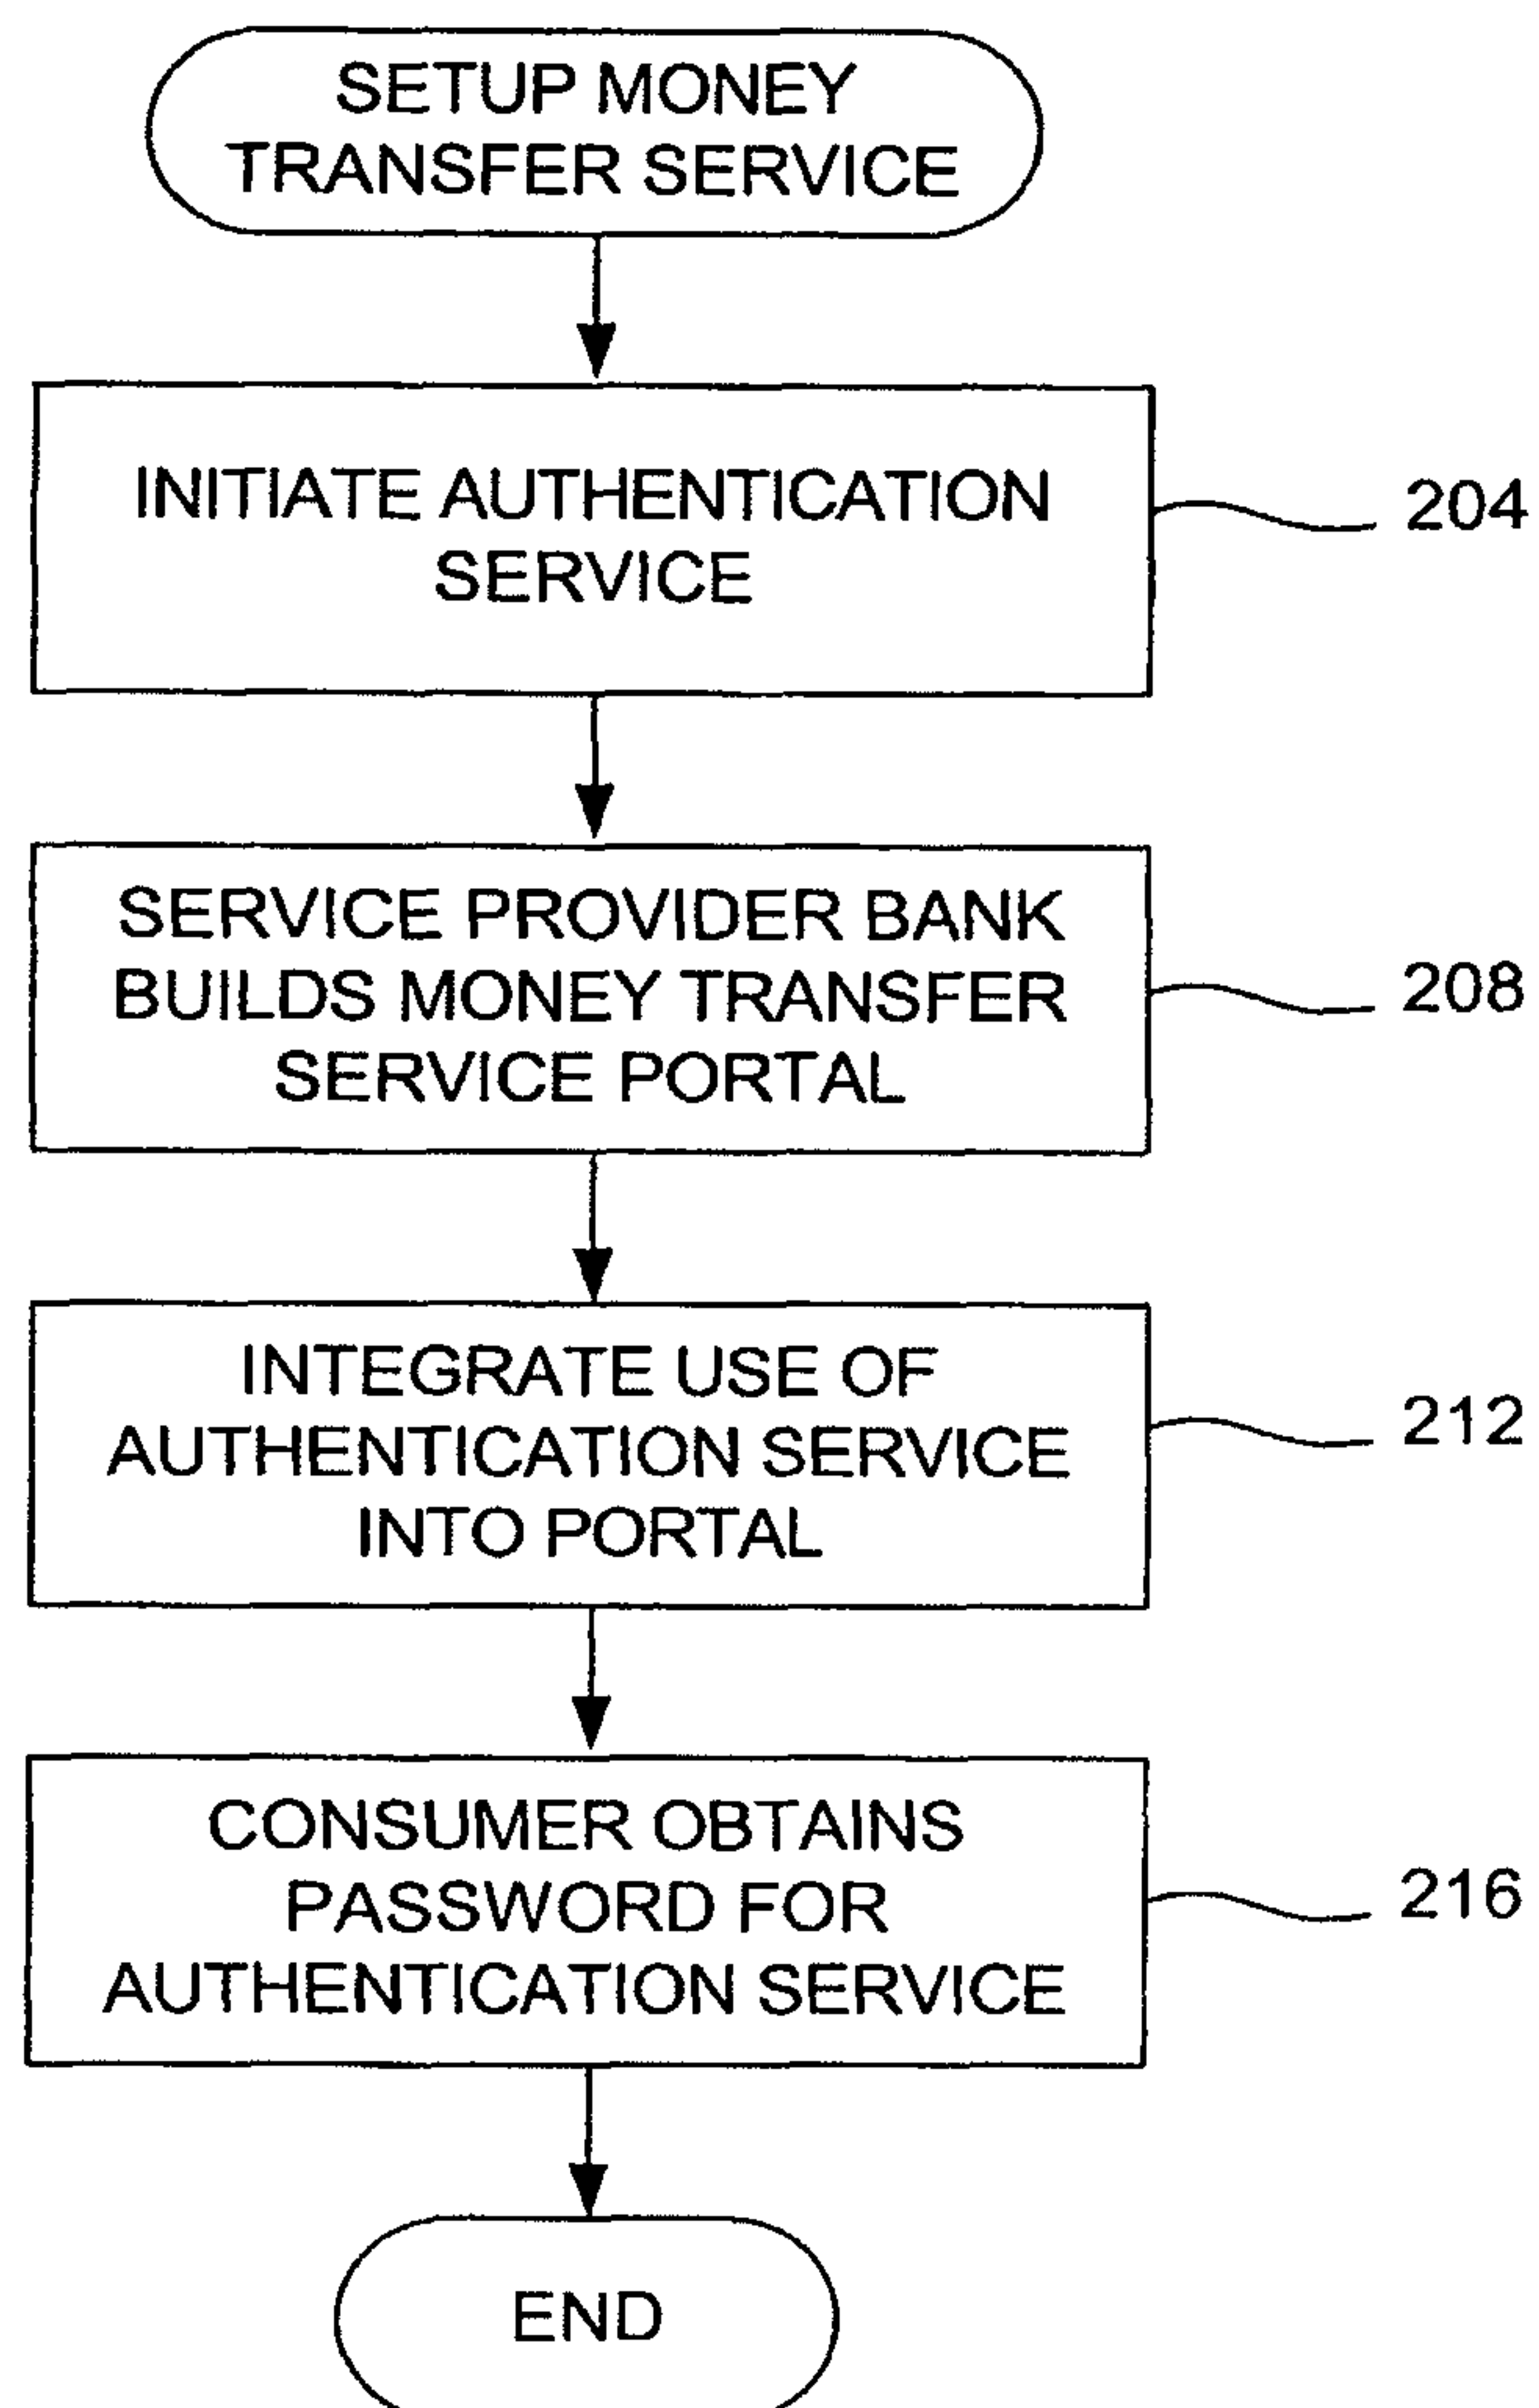 SETUP MONEY
TRANSFER SERVICE
INITIATE AUTHENTICATION
SERVICE
204
SERVICE PROVIDER BANK
BUILDS MONEY TRANSFER
SERVICE PORTAL
208
INTEGRATE USE OF
AUTHENTICATION SERVICE
INTO PORTAL
212
CONSUMER OBTAINS
PASSWORD FOR
AUTHENTICATION SERVICE
216
END